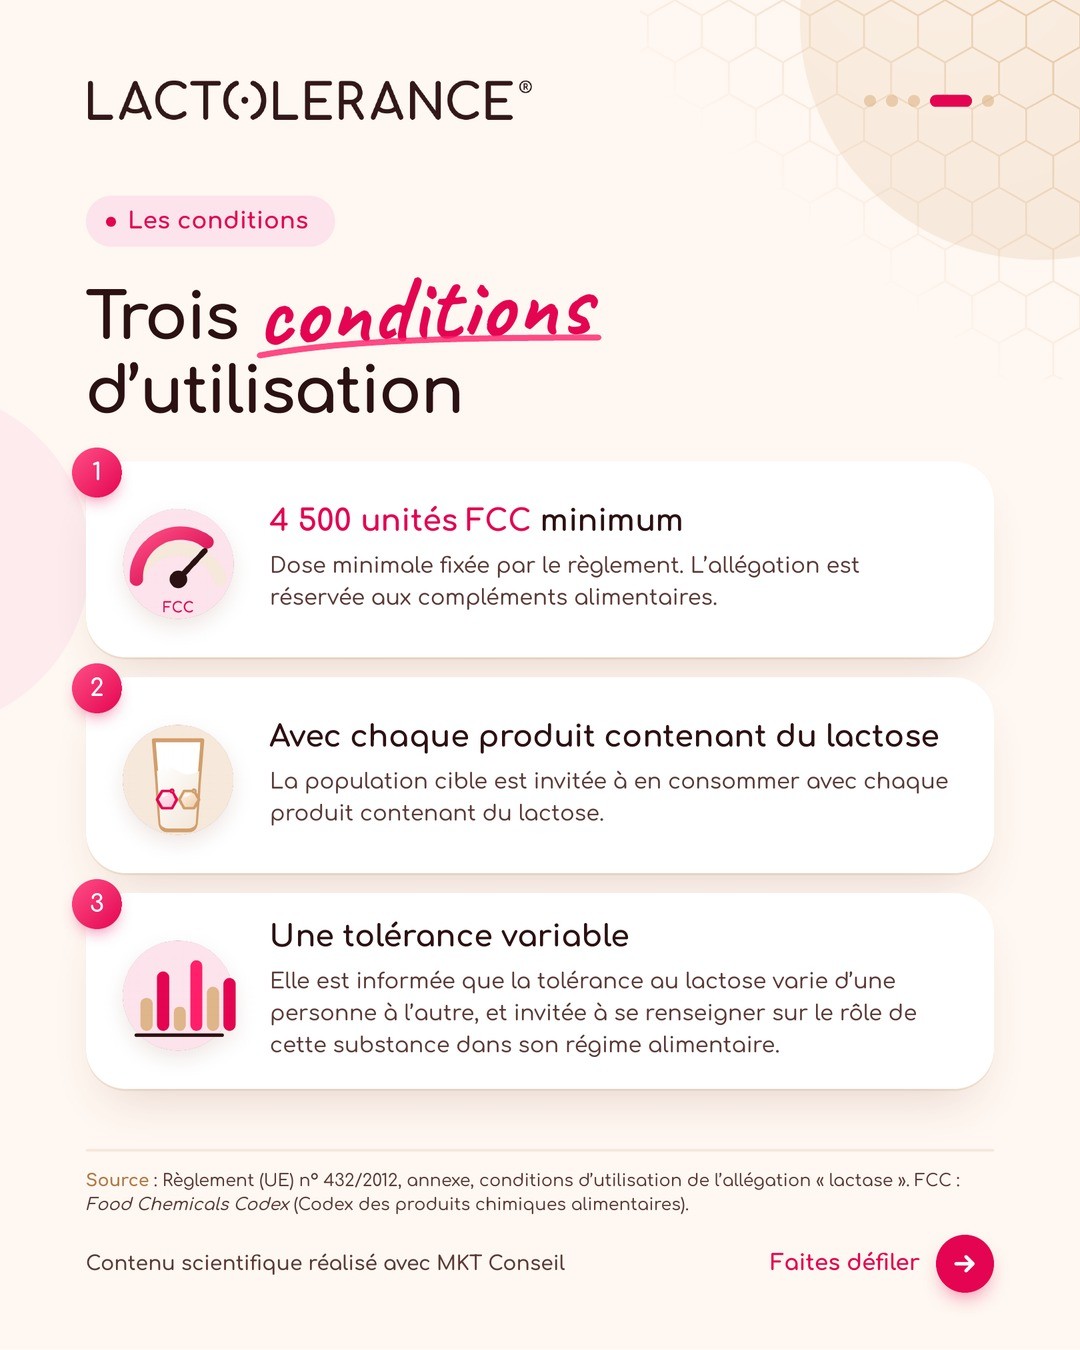 LACTOLERANCE®
Les conditions
Trois conditions
d’utilisation
1
4 500 unités FCC minimum
Dose minimale fixée par le règlement. L’allégation est
réservée aux compléments alimentaires.
FCC
2
Avec chaque produit contenant du lactose
La population cible est invitée à en consommer avec chaque
produit contenant du lactose.
3
Une tolérance variable
Elle est informée que la tolérance au lactose varie d’une
personne à l’autre, et invitée à se renseigner sur le rôle de
cette substance dans son régime alimentaire.
Source : Règlement (UE) n° 432/2012, annexe, conditions d’utilisation de l’allégation « lactase ». FCC :
Food Chemicals Codex (Codex des produits chimiques alimentaires).
Contenu scientifique réalisé avec MKT Conseil
Faites défiler